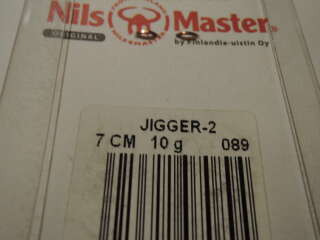 Nils Master®
ORIGINAL
by Finlandia-uistin Oy
JIGGER-2
7 CM 10 g 089